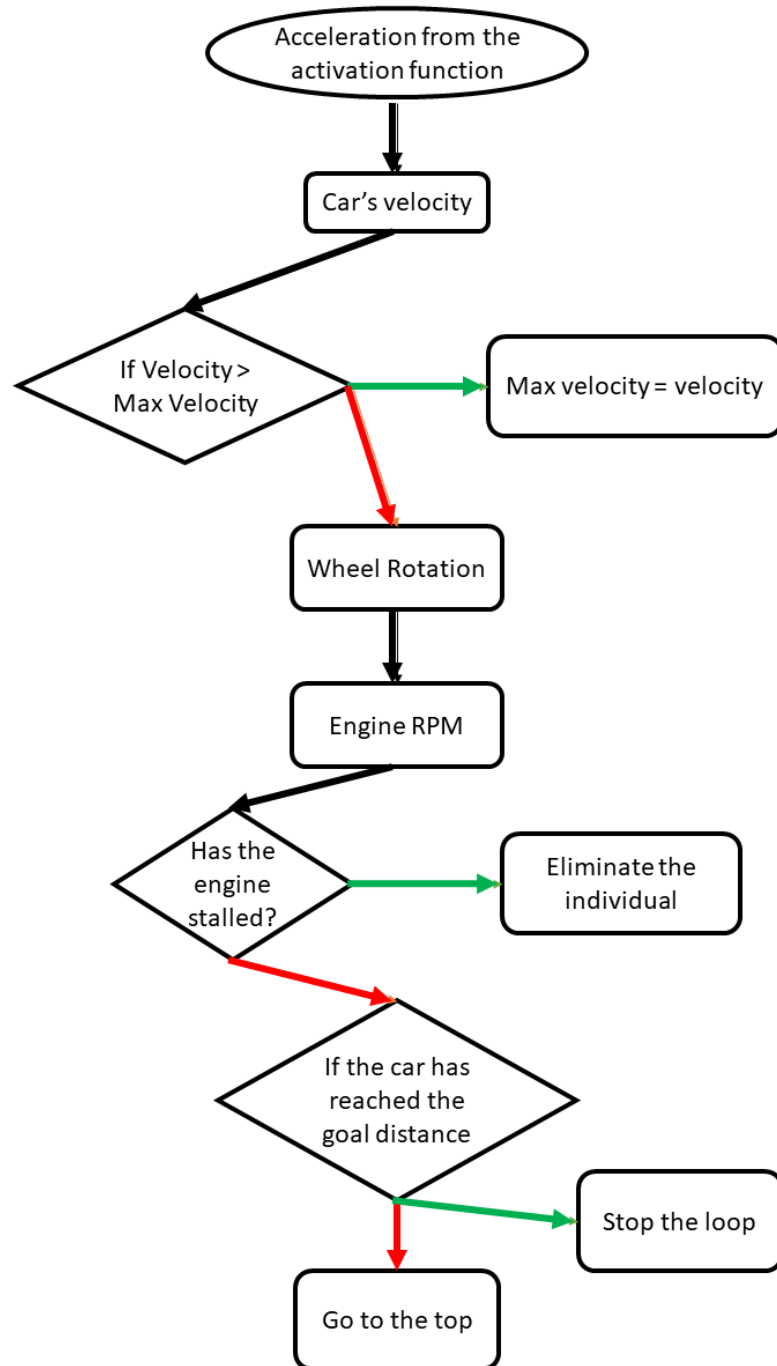 Acceleration from the
activation function
Car’s velocity
If Velocity >
Max Velocity
Max velocity = velocity
Wheel Rotation
Engine RPM
Has the
engine
stalled?
Eliminate the
individual
If the car has
reached the
goal distance
Stop the loop
Go to the top